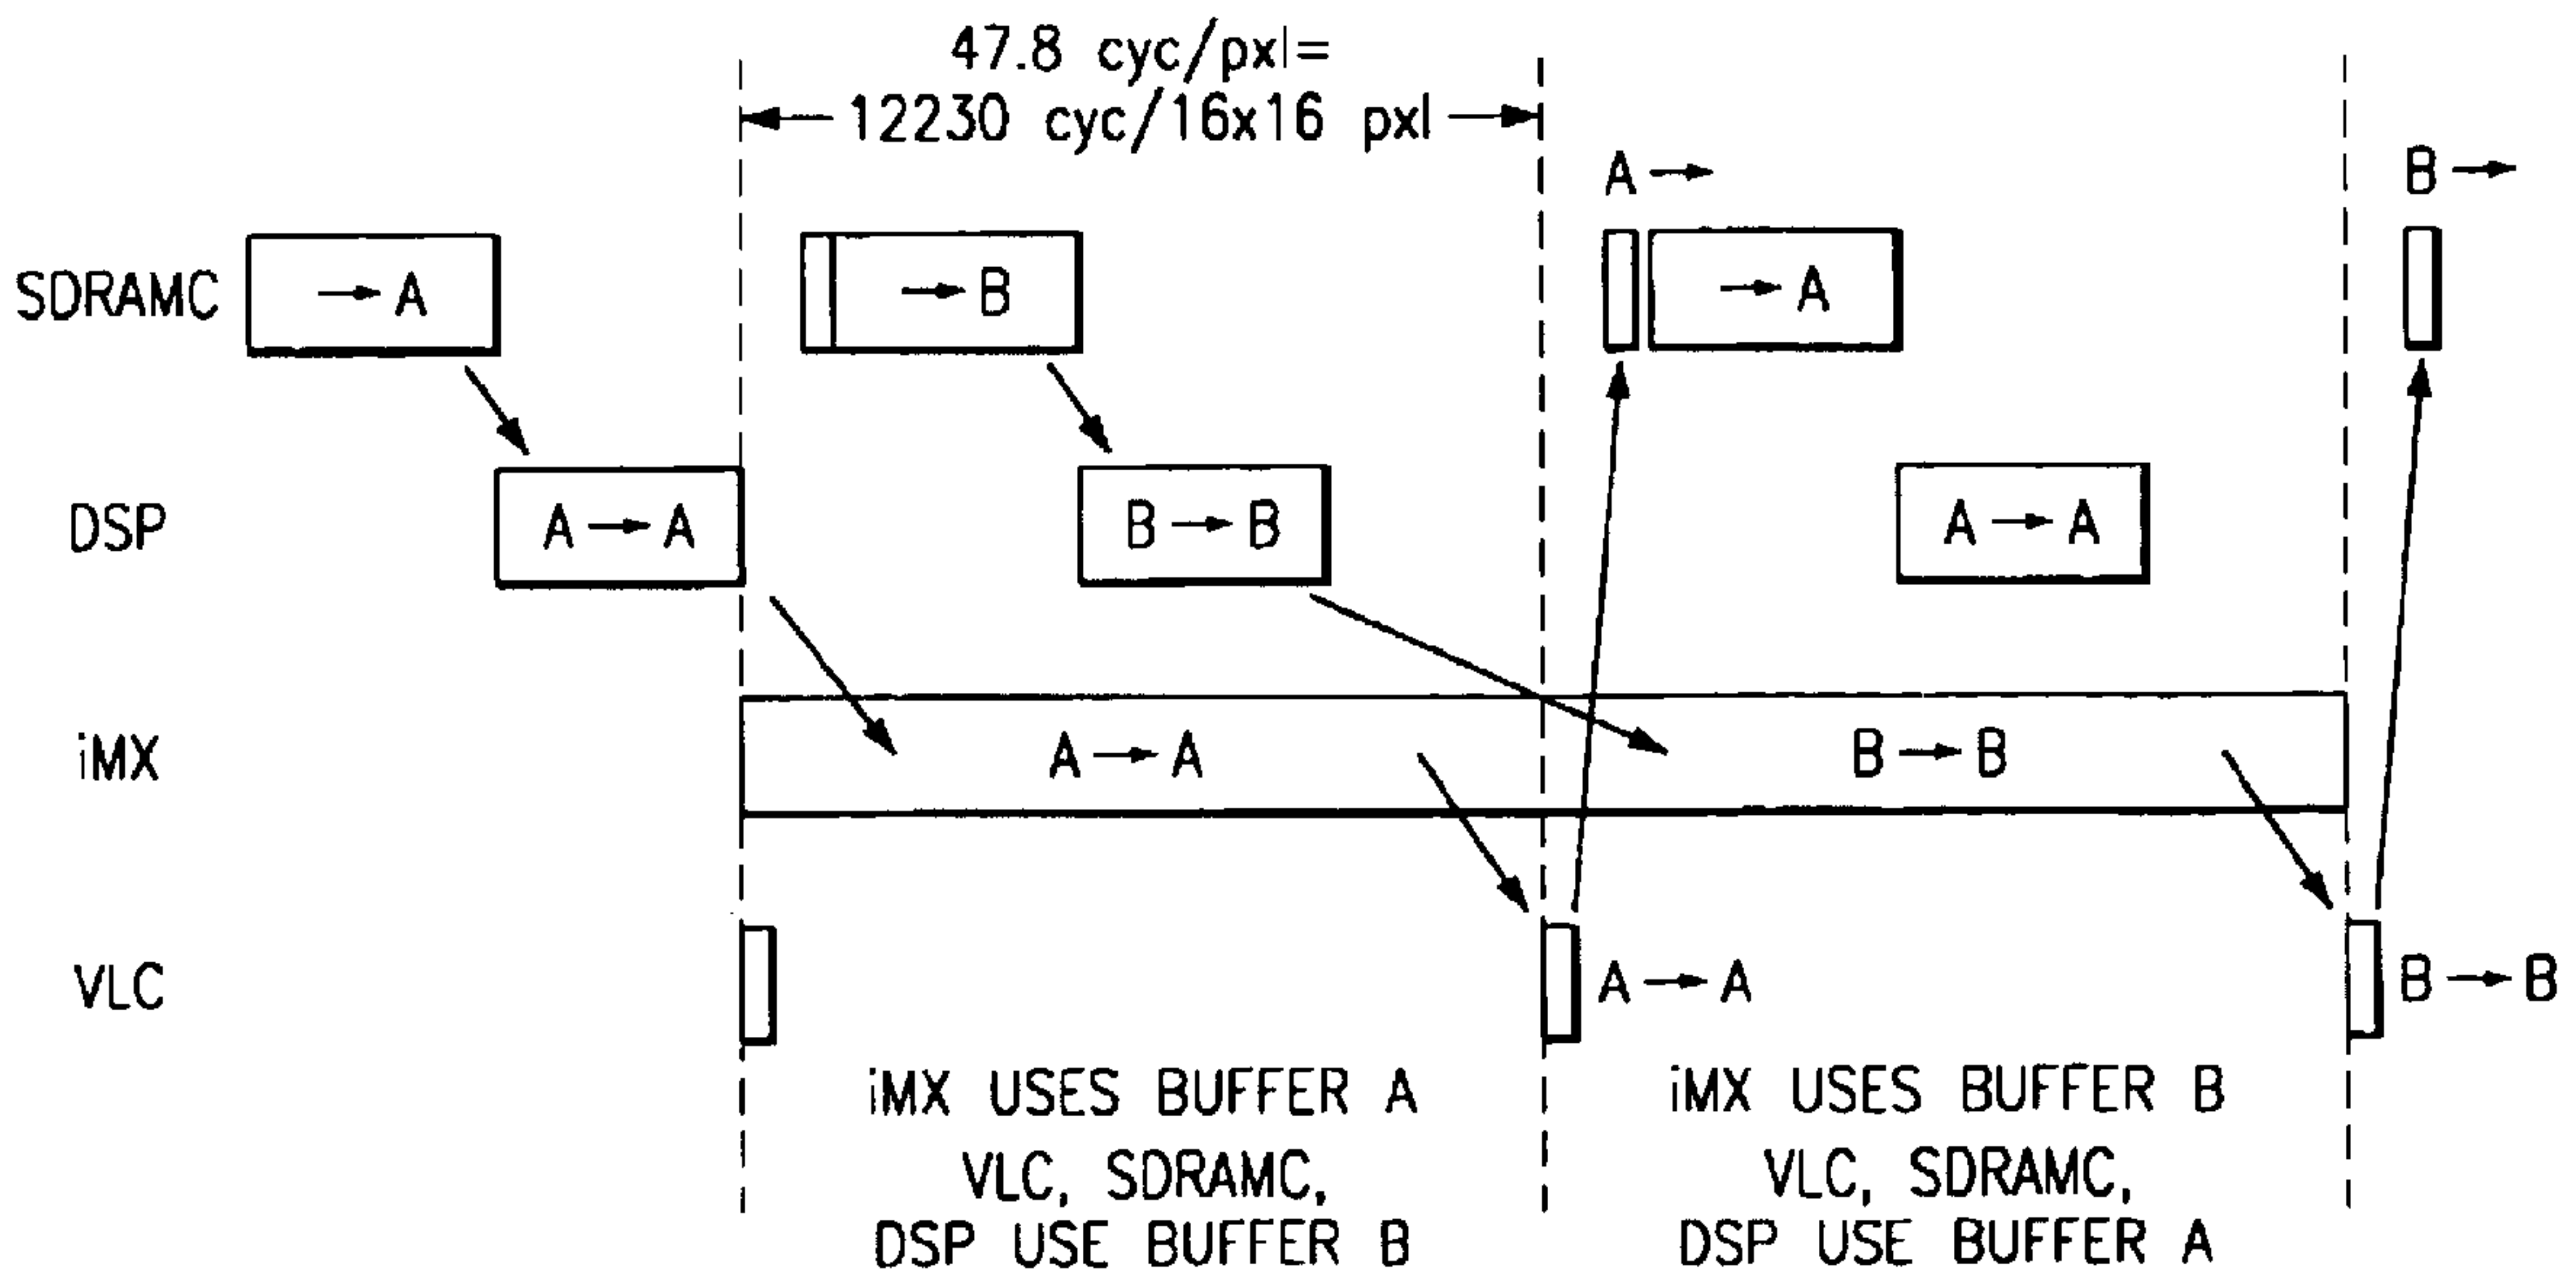 47.8 cyc/pxl=
12230 cyc/16x16 pxl
A → B →
SDRAMC → A → B → A
DSP A → A B → B A → A
iMX A → A B → B
VLC A → A B → B
iMX USES BUFFER A iMX USES BUFFER B
VLC, SDRAMC, VLC, SDRAMC,
DSP USE BUFFER B DSP USE BUFFER A